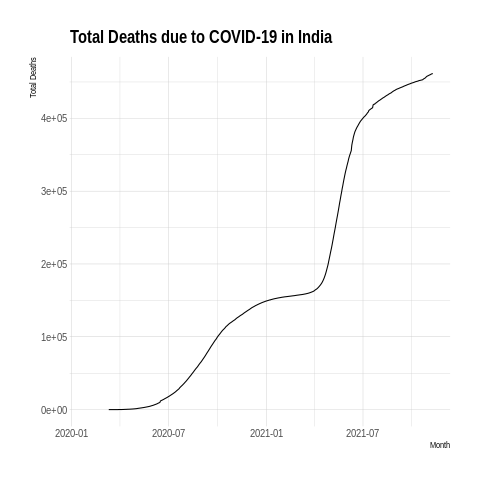 Total Deaths due to COVID-19 in India
Total Deaths
4e+05
3e+05
2e+05
1e+05
0e+00
2020-01 2020-07 2021-01 2021-07
Month